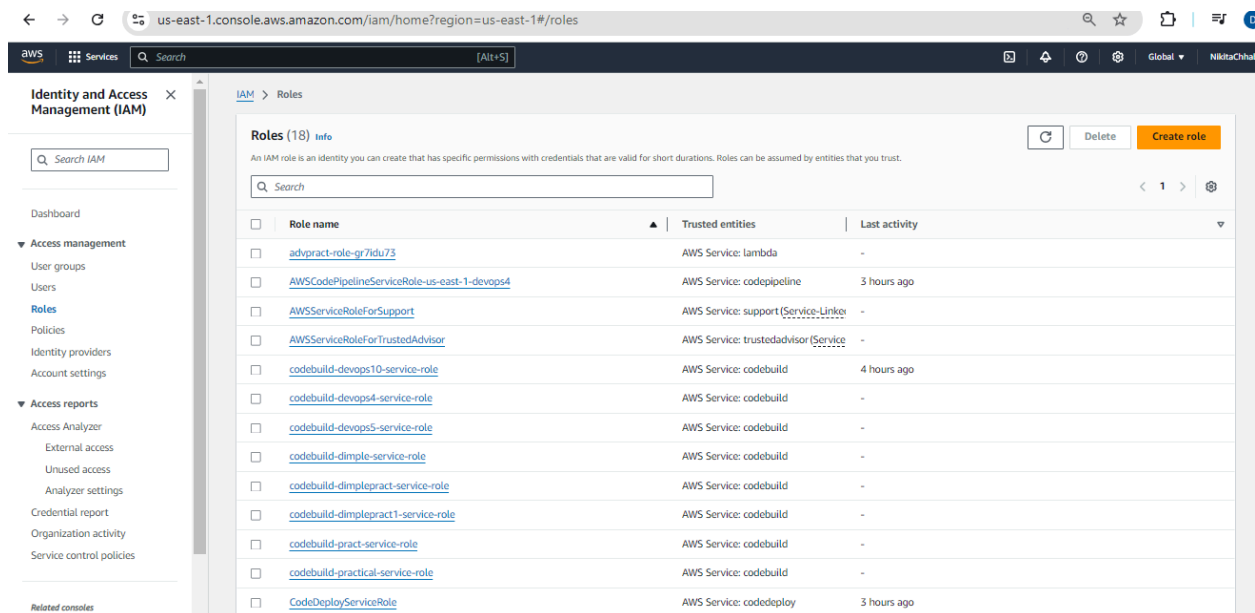 us-east-1.console.aws.amazon.com/iam/home?region=us-east-1#/roles
aws Services Search [Alt+S] Global
Identity and Access Management (IAM)
Search IAM
Dashboard
Access management
User groups
Users
Roles
Policies
Identity providers
Account settings
Access reports
Access Analyzer
External access
Unused access
Analyzer settings
Credential report
Organization activity
Service control policies
Related consoles
IAM > Roles
Roles (18) Info
Delete
Create role
An IAM role is an identity you can create that has specific permissions with credentials that are valid for short durations. Roles can be assumed by entities that you trust.
Search
1
Role name Trusted entities Last activity
advpract-role-gr7idu73 AWS Service: lambda -
AWSCodePipelineServiceRole-us-east-1-devops4 AWS Service: codepipeline 3 hours ago
AWSServiceRoleForSupport AWS Service: support (Service-Linked -
AWSServiceRoleForTrustedAdvisor AWS Service: trustedadvisor (Service -
codebuild-devops10-service-role AWS Service: codebuild 4 hours ago
codebuild-devops4-service-role AWS Service: codebuild -
codebuild-devops5-service-role AWS Service: codebuild -
codebuild-dimple-service-role AWS Service: codebuild -
codebuild-dimplepract-service-role AWS Service: codebuild -
codebuild-dimplepract1-service-role AWS Service: codebuild -
codebuild-pract-service-role AWS Service: codebuild -
codebuild-practical-service-role AWS Service: codebuild -
CodeDeployServiceRole AWS Service: codedeploy 3 hours ago